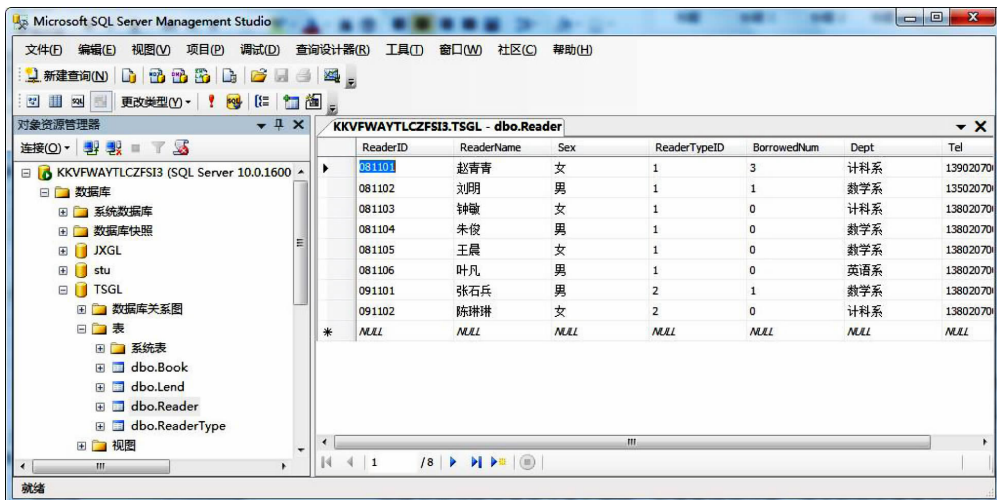 Microsoft SQL Server Management Studio
文件(F) 编辑(E) 视图(V) 项目(P) 调试(D) 查询设计器(R) 工具(T) 窗口(W) 社区(C) 帮助(H)
新建查询(N)
更改类型(Y)
对象资源管理器
连接(O)
KKVFWAYTLCZFSI3 (SQL Server 10.0.1600
数据库
系统数据库
数据库快照
JXGL
stu
TSGL
数据库关系图
表
系统表
dbo.Book
dbo.Lend
dbo.Reader
dbo.ReaderType
视图
KKVFWAYTLCZFSI3.TSGL - dbo.Reader
ReaderID ReaderName Sex ReaderTypeID BorrowedNum Dept Tel
081101 赵青青 女 1 3 计科系 13902070
081102 刘明 男 1 1 数学系 13502070
081103 钟敏 女 1 0 计科系 13802070
081104 朱俊 男 1 0 数学系 13802070
081105 王晨 女 1 0 数学系 13802070
081106 叶凡 男 1 0 英语系 13802070
091101 张石兵 男 2 1 数学系 13802070
091102 陈琳琳 女 2 0 计科系 13802070
NULL NULL NULL NULL NULL NULL NULL
1 /8
就绪